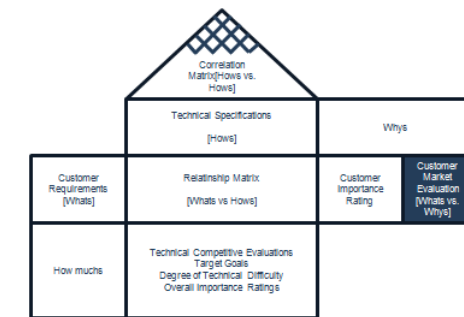 Correlation
Matrix[Hows vs.
Hows]
Technical Specifications
[Hows]
Whys
Customer
Requirements
[Whats]
Relatinship Matrix
[Whats vs Hows]
Customer
Importance
Rating
Customer
Market
Evaluation
[Whats vs.
Whys]
How muchs
Technical Competitive Evaluations
Target Goals
Degree of Technical Difficulty
Overall Importance Ratings